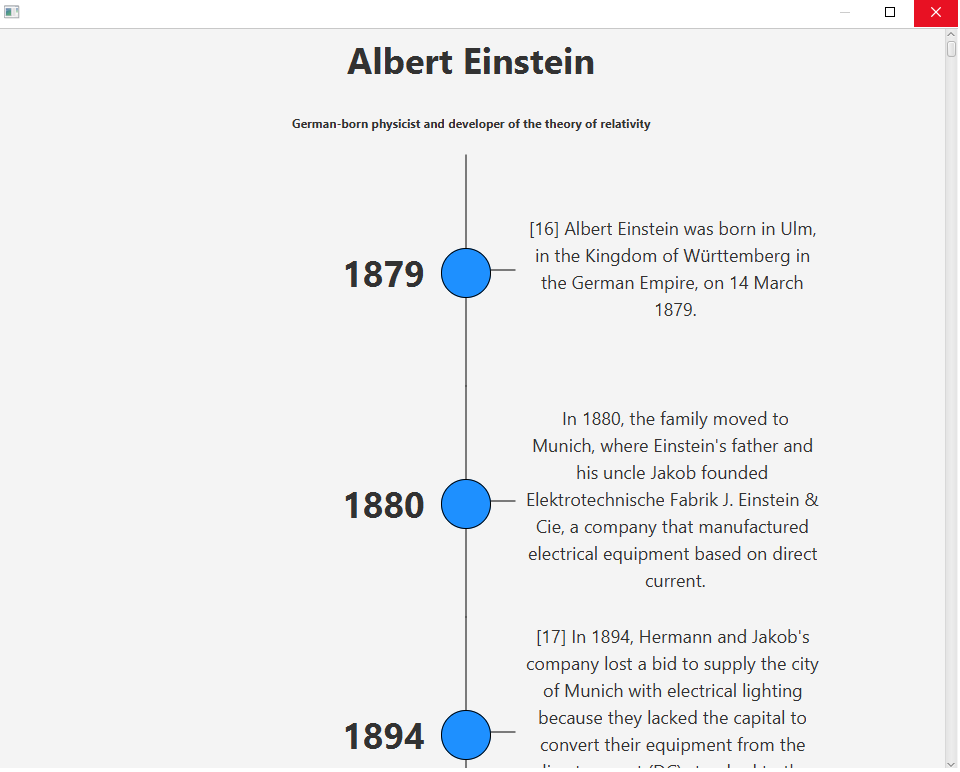 Albert Einstein
German-born physicist and developer of the theory of relativity
1879
[16] Albert Einstein was born in Ulm,
in the Kingdom of Württemberg in
the German Empire, on 14 March
1879.
1880
In 1880, the family moved to
Munich, where Einstein's father and
his uncle Jakob founded
Elektrotechnische Fabrik J. Einstein &
Cie, a company that manufactured
electrical equipment based on direct
current.
1894
[17] In 1894, Hermann and Jakob's
company lost a bid to supply the city
of Munich with electrical lighting
because they lacked the capital to
convert their equipment from the